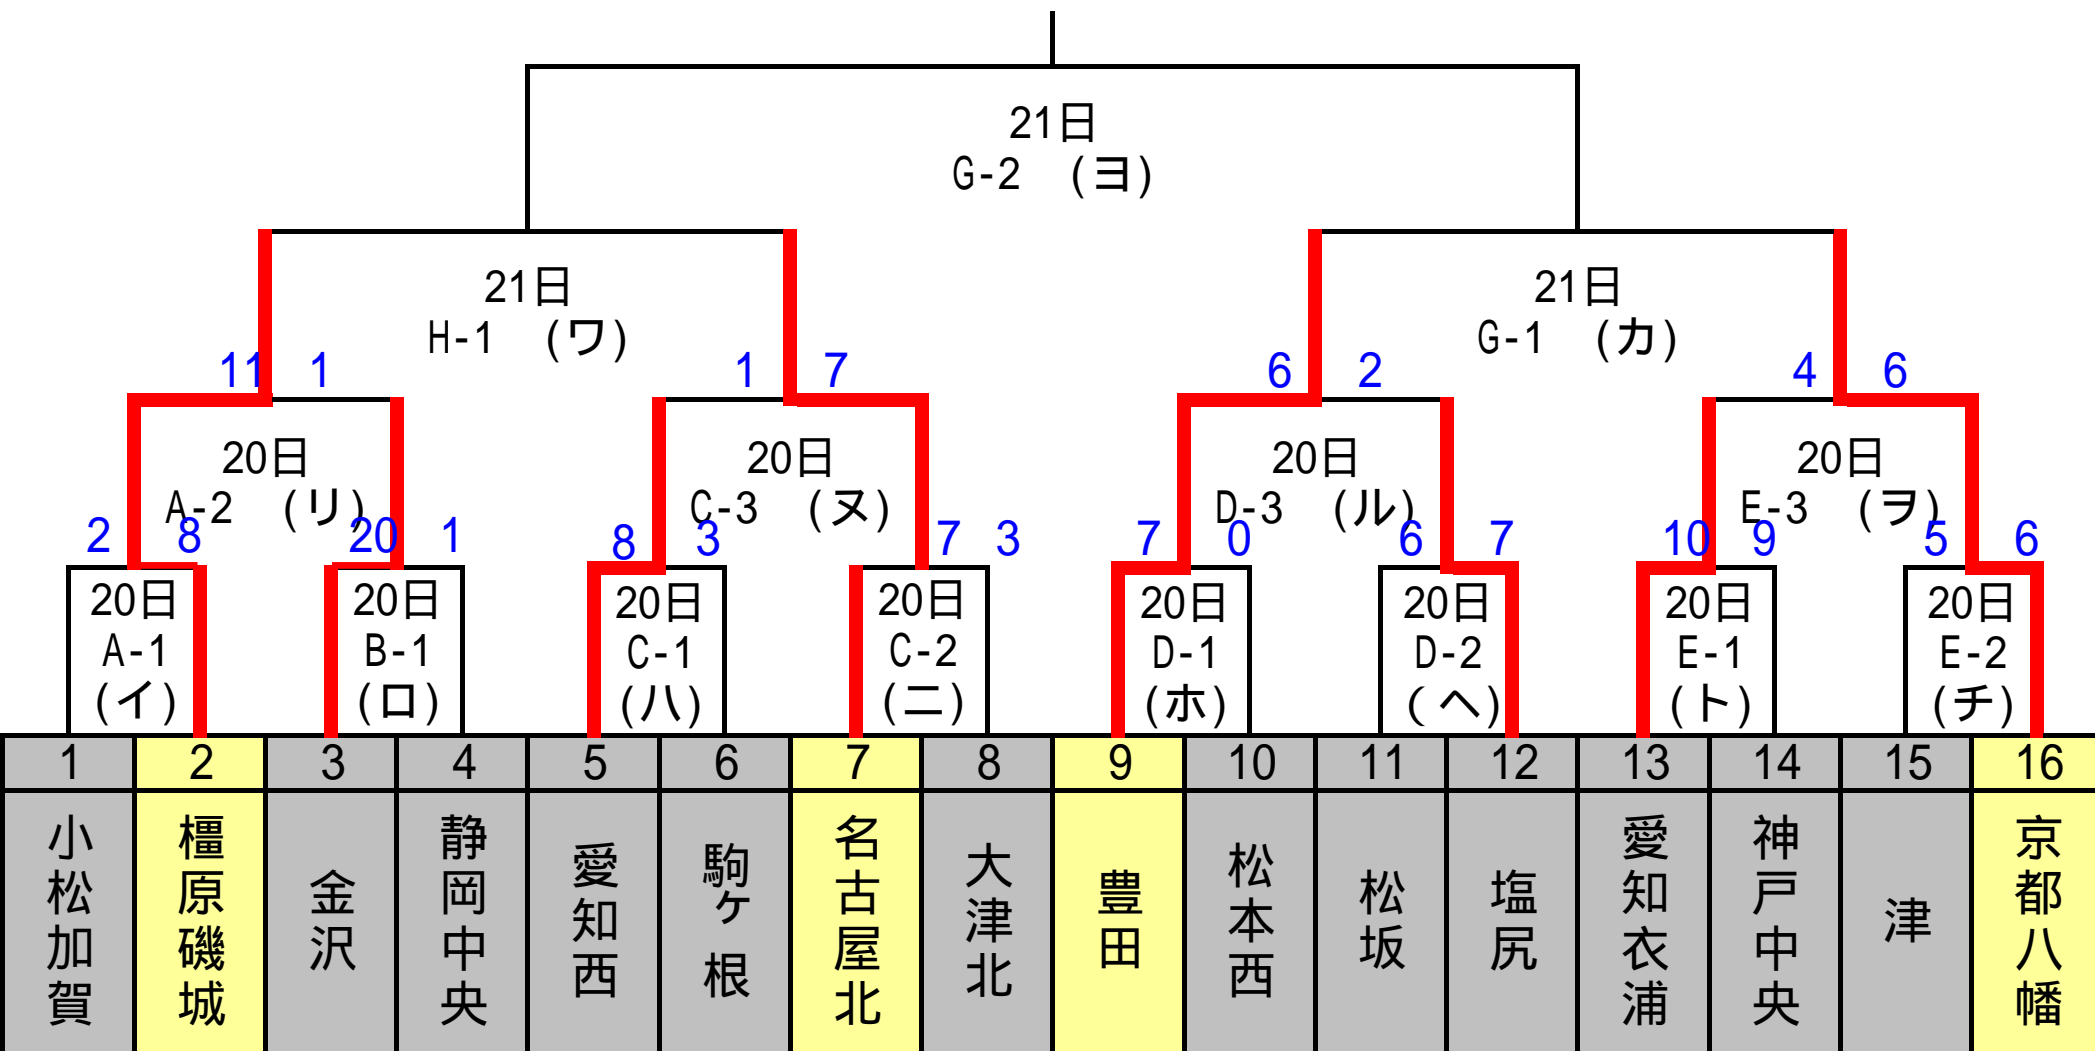 21日
G-2 (ヨ)
21日
H-1 (ワ)
21日
G-1 (カ)
11 1
1 7
6 2
4 6
20日
A-2 (リ)
20日
C-3 (ヌ)
20日
D-3 (ル)
20日
E-3 (ヲ)
2 8
20 1
8 3
7 3
7 0
6 7
10 9
5 6
20日
A-1
(イ)
20日
B-1
(ロ)
20日
C-1
(ハ)
20日
C-2
(ニ)
20日
D-1
(ホ)
20日
D-2
(ヘ)
20日
E-1
(ト)
20日
E-2
(チ)
1 2 3 4 5 6 7 8 9 10 11 12 13 14 15 16
小松加賀
橿原磯城
金沢
静岡中央
愛知西
駒ヶ根
名古屋北
大津北
豊田
松本西
松坂
塩尻
愛知衣浦
神戸中央
津
京都八幡